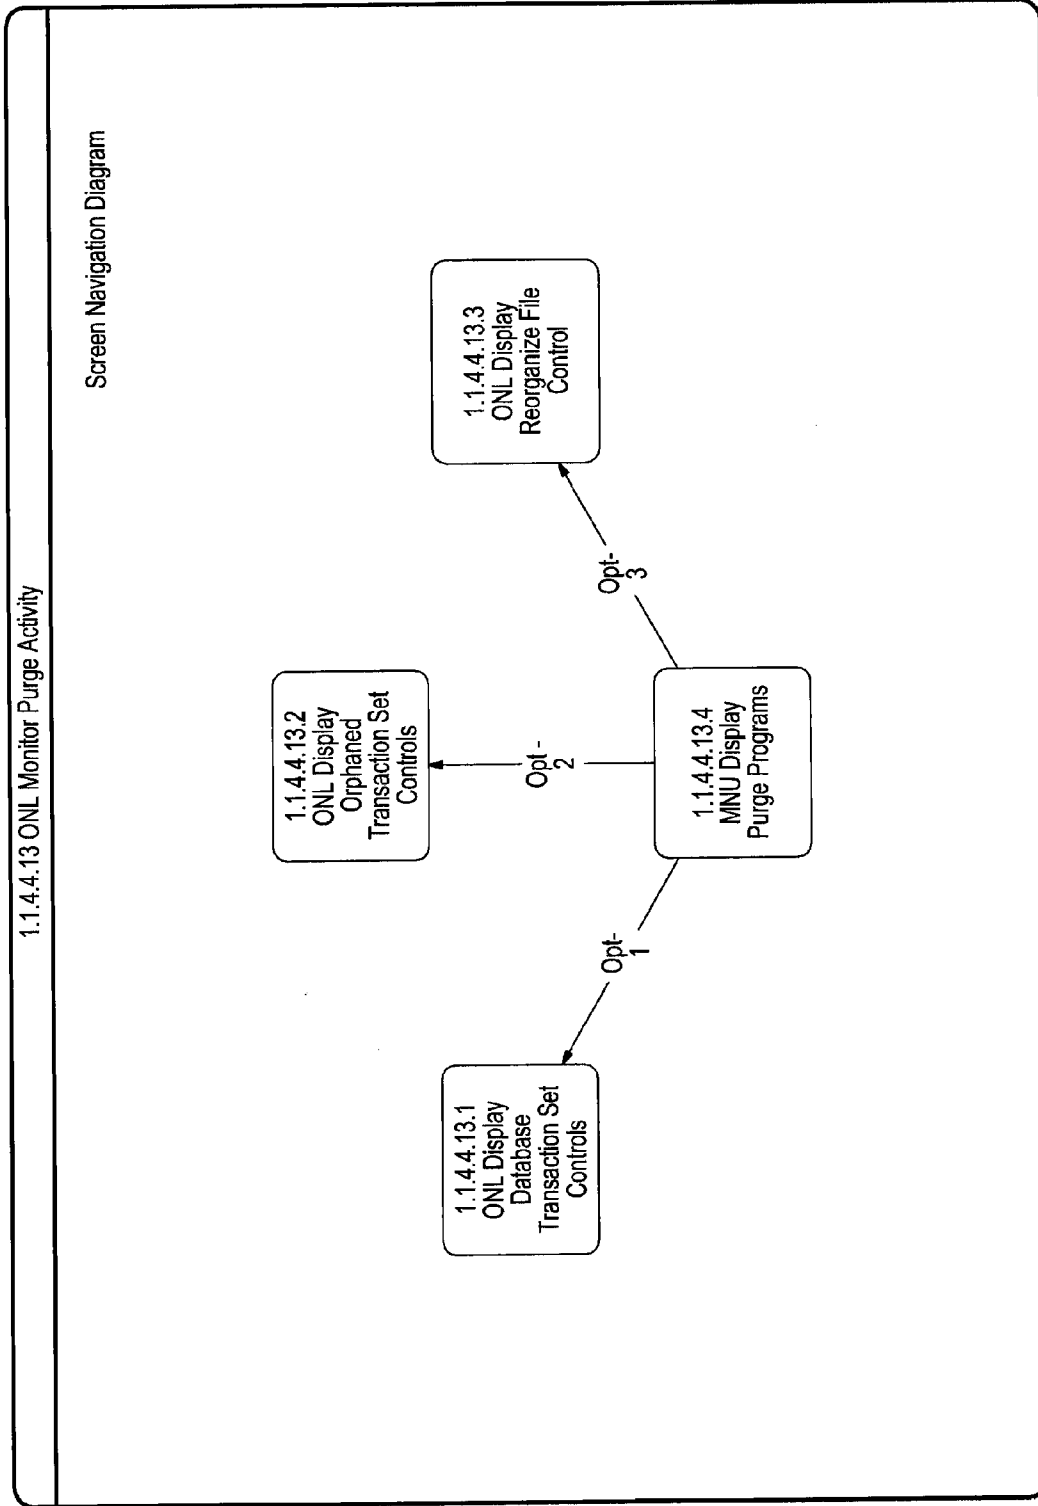 1.1.4.4.13 ONL Monitor Purge Activity
Screen Navigation Diagram
1.1.4.4.13.2
ONL Display
Orphaned
Transaction Set
Controls
1.1.4.4.13.1
ONL Display
Database
Transaction Set
Controls
1.1.4.4.13.3
ONL Display
Reorganize File
Control
Opt-
1
Opt -
2
Opt-
3
1.1.4.4.13.4
MNU Display
Purge Programs